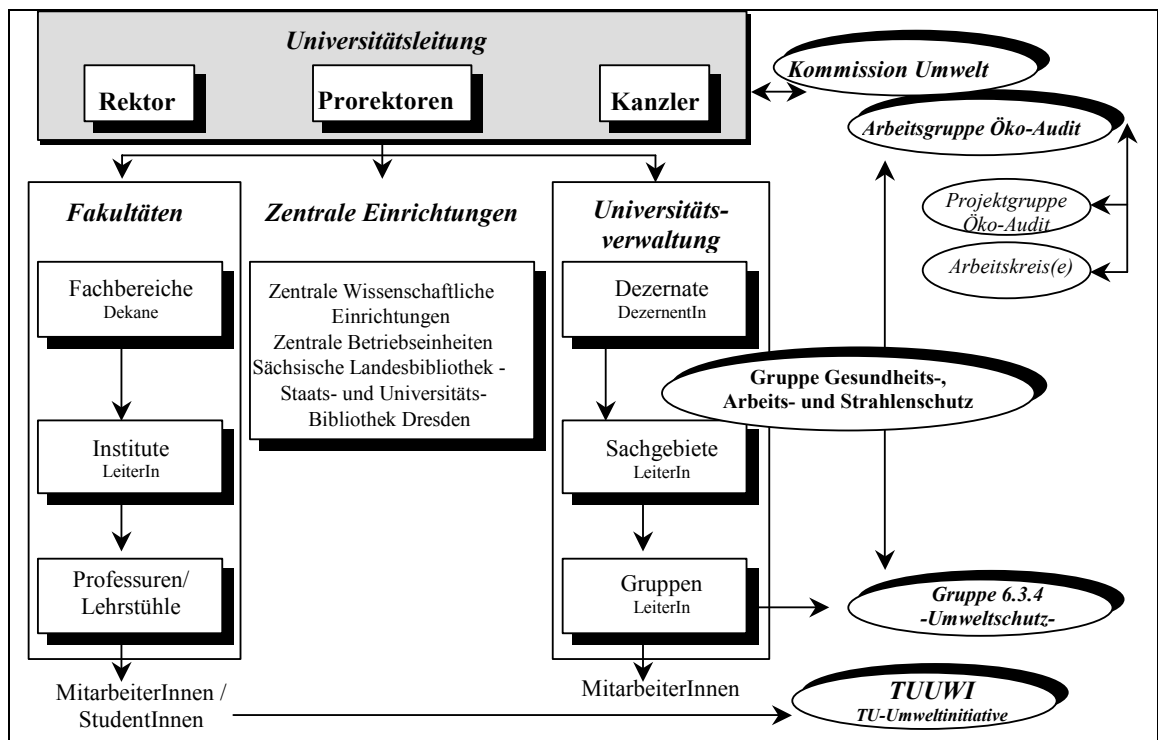 Universitätsleitung
Rektor
Prorektoren
Kanzler
Kommission Umwelt
Arbeitsgruppe Öko-Audit
Projektgruppe
Öko-Audit
Arbeitskreis(e)
Fakultäten
Zentrale Einrichtungen
Universitäts-
verwaltung
Fachbereiche
Dekane
Zentrale Wissenschaftliche
Einrichtungen
Zentrale Betriebseinheiten
Sächsische Landesbibliothek -
Staats- und Universitäts-
Bibliothek Dresden
Dezernate
DezernentIn
Gruppe Gesundheits-,
Arbeits- und Strahlenschutz
Institute
LeiterIn
Sachgebiete
LeiterIn
Professuren/
Lehrstühle
Gruppen
LeiterIn
Gruppe 6.3.4
-Umweltschutz-
MitarbeiterInnen /
StudentInnen
MitarbeiterInnen
TUUWI
TU-Umweltinitiative